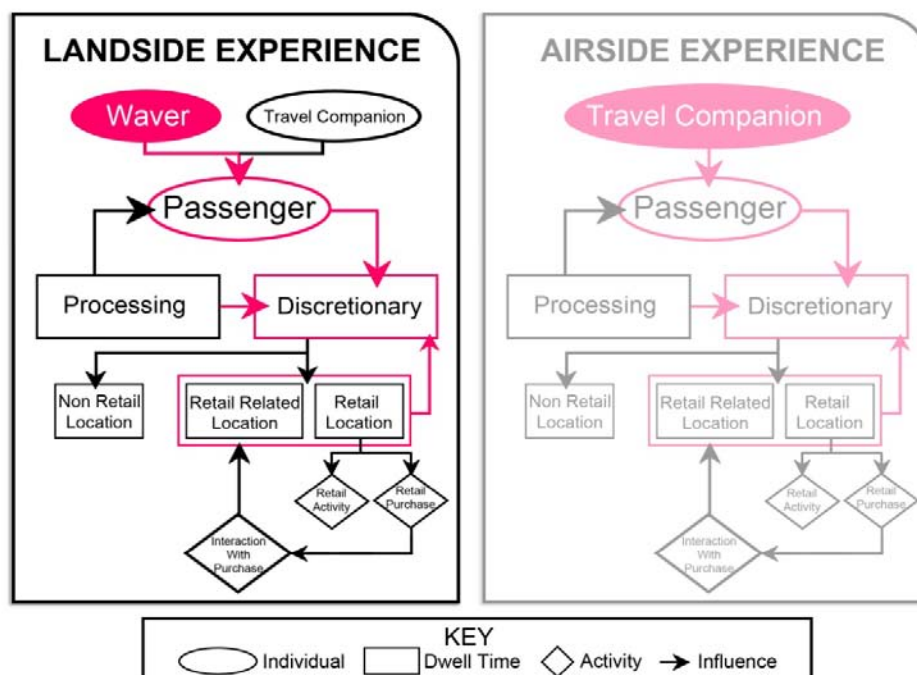 LANDSIDE EXPERIENCE
Waver
Travel Companion
Passenger
Processing
Discretionary
Non Retail
Location
Retail Related
Location
Retail
Location
Retail
Activity
Retail
Purchase
Interaction
With
Purchase
AIRSIDE EXPERIENCE
Travel Companion
Passenger
Processing
Discretionary
Non Retail
Location
Retail Related
Location
Retail
Location
Retail
Activity
Retail
Purchase
Interaction
With
Purchase
KEY
Individual
Dwell Time
Activity
Influence